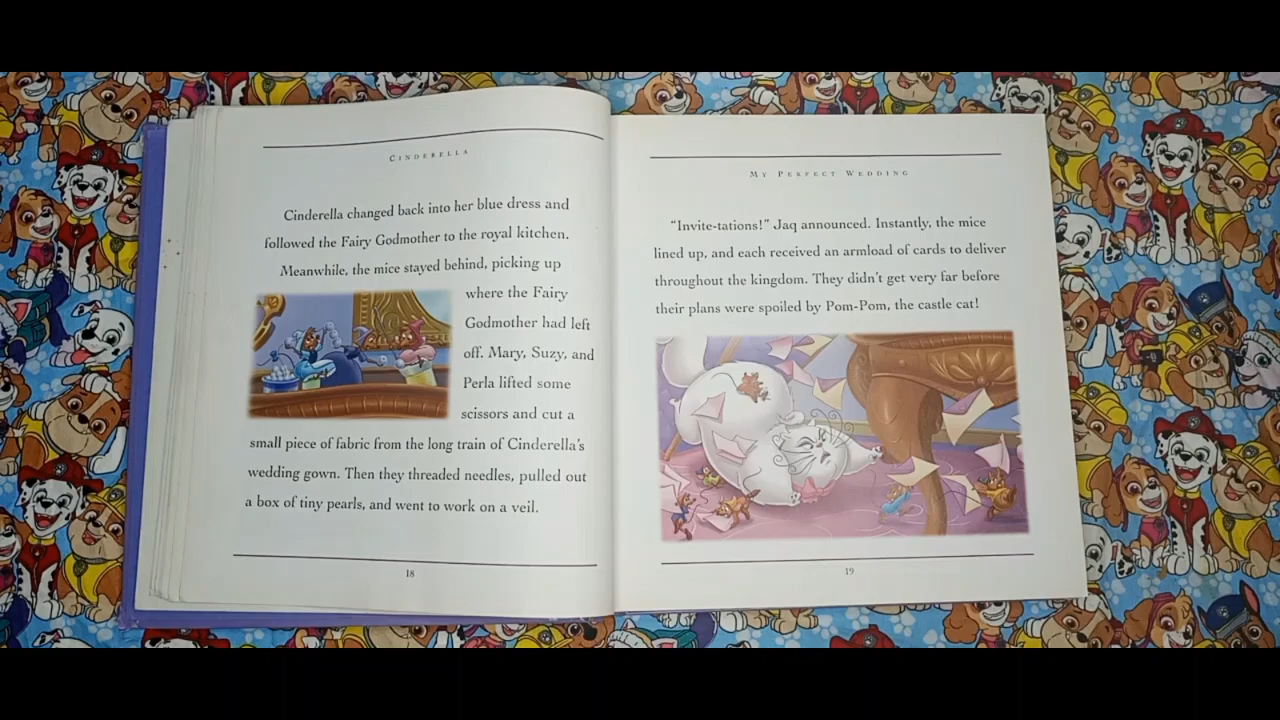 CINDERELLA
Cinderella changed back into her blue dress and
followed the Fairy Godmother to the royal kitchen.
Meanwhile, the mice stayed behind, picking up
where the Fairy
Godmother had left
off. Mary, Suzy, and
Perla lifted some
scissors and cut a
small piece of fabric from the long train of Cinderella's
wedding gown. Then they threaded needles, pulled out
a box of tiny pearls, and went to work on a veil.
18
MY PERFECT WEDDING
“Invite-tations!” Jaq announced. Instantly, the mice
lined up, and each received an armload of cards to deliver
throughout the kingdom. They didn't get very far before
their plans were spoiled by Pom-Pom, the castle cat!
19